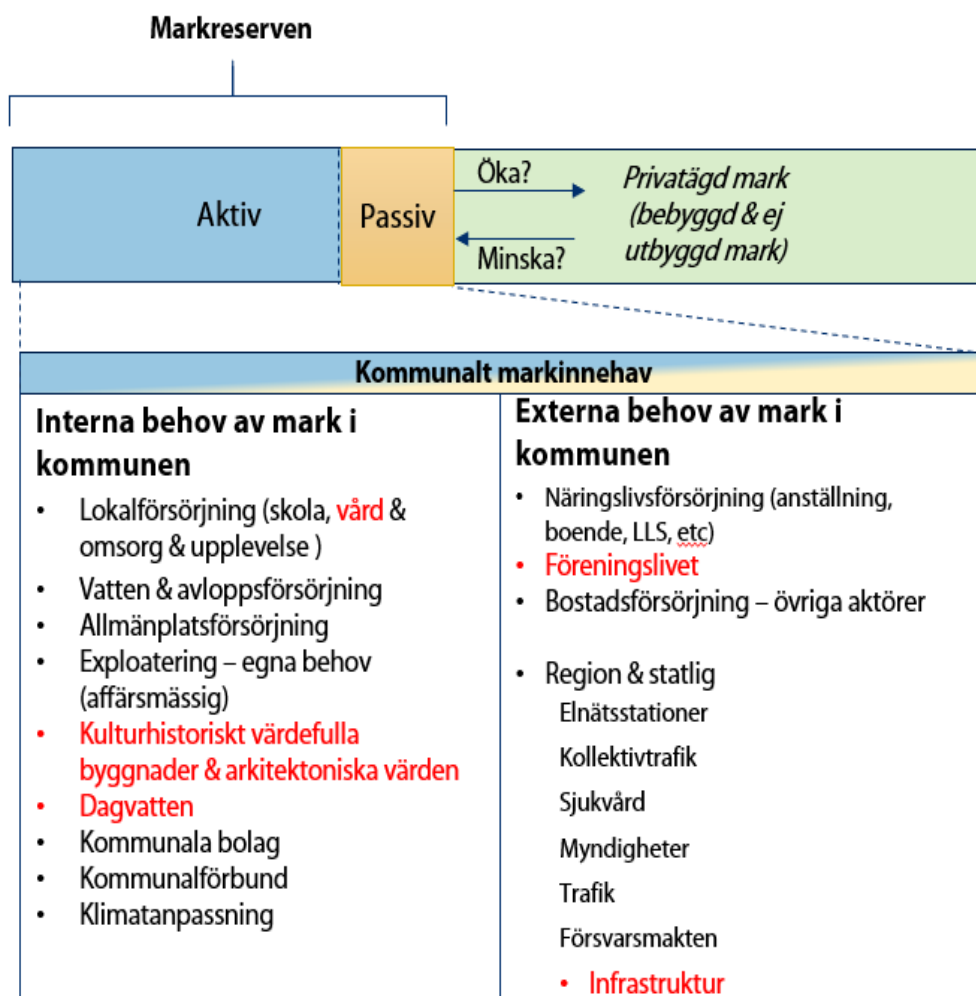 Markreserven
Aktiv
Passiv
Öka?
Minska?
Privatägd mark
(bebyggd & ej
utbyggd mark)
Kommunalt markinnehav
Interna behov av mark i
kommunen
• Lokalförsörjning (skola, vård &
omsorg & upplevelse )
• Vatten & avloppsförsörjning
• Allmänplatsförsörjning
• Exploatering – egna behov
(affärsmässig)
• Kulturhistoriskt värdefulla
byggnader & arkitektoniska värden
• Dagvatten
• Kommunala bolag
• Kommunalförbund
• Klimatanpassning
Externa behov av mark i
kommunen
• Näringslivsförsörjning (anställning,
boende, LLS, etc)
• Föreningslivet
• Bostadsförsörjning – övriga aktörer
• Region & statlig
Elnätsstationer
Kollektivtrafik
Sjukvård
Myndigheter
Trafik
Försvarsmakten
• Infrastruktur